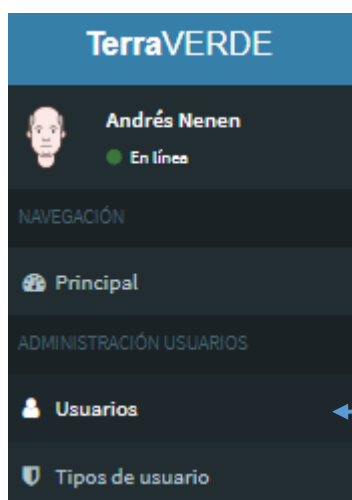 TerraVERDE
Andrés Nenen
En línea
NAVEGACIÓN
Principal
ADMINISTRACIÓN USUARIOS
Usuarios
Tipos de usuario